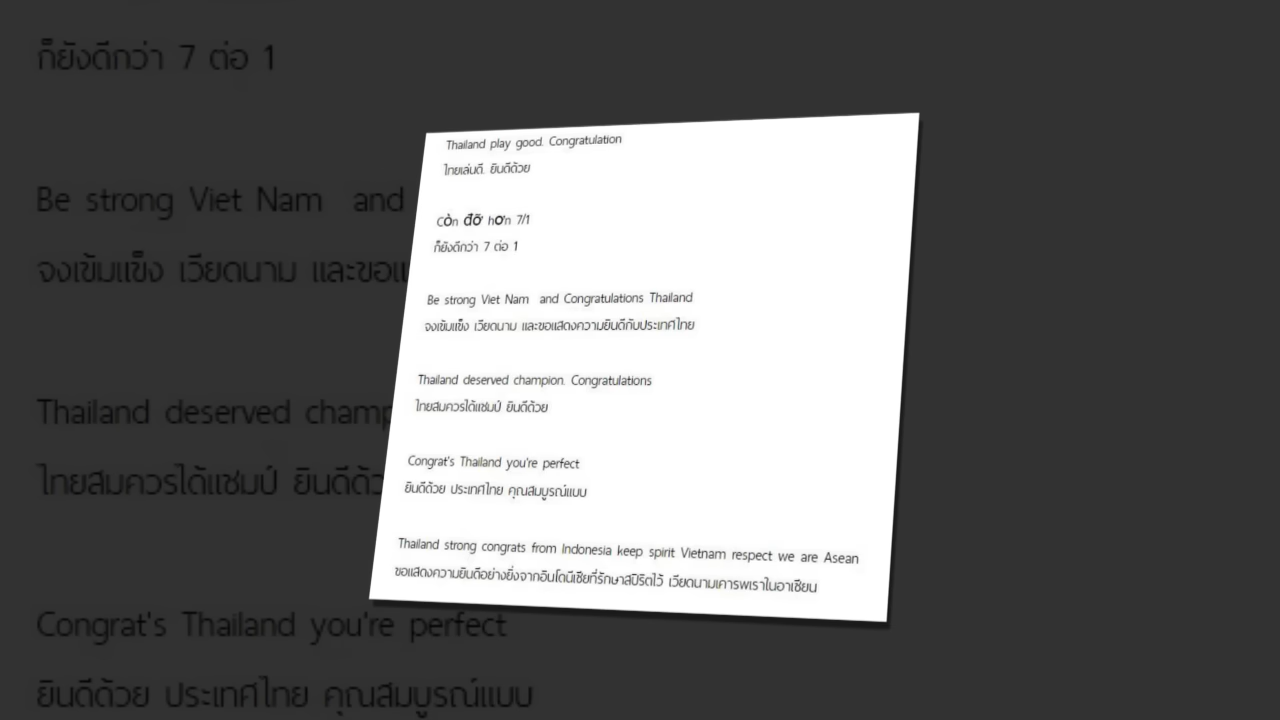 ก็ยังดีกว่า 7 ต่อ 1
Be strong Viet Nam and
จงเข้มแข็ง เวียดนาม และขอแ
Thailand deserved champ
ไทยสมควรได้แชมป์ ยินดีด้ว
Congrat's Thailand you're perfect
ยินดีด้วย ประเทศไทย คุณสมบูรณ์แบบ
Thailand play good. Congratulation
ไทยเล่นดี. ยินดีด้วย
Còn đỡ hơn 7/1
ก็ยังดีกว่า 7 ต่อ 1
Be strong Viet Nam and Congratulations Thailand
จงเข้มแข็ง เวียดนาม และขอแสดงความยินดีกับประเทศไทย
Thailand deserved champion. Congratulations
ไทยสมควรได้แชมป์ ยินดีด้วย
Congrat's Thailand you're perfect
ยินดีด้วย ประเทศไทย คุณสมบูรณ์แบบ
Thailand strong congrats from Indonesia keep spirit Vietnam respect we are Asean
ขอแสดงความยินดีอย่างยิ่งจากอินโดนีเซียที่รักษาสปิริตไว้ เวียดนามเคารพเราในอาเซียน